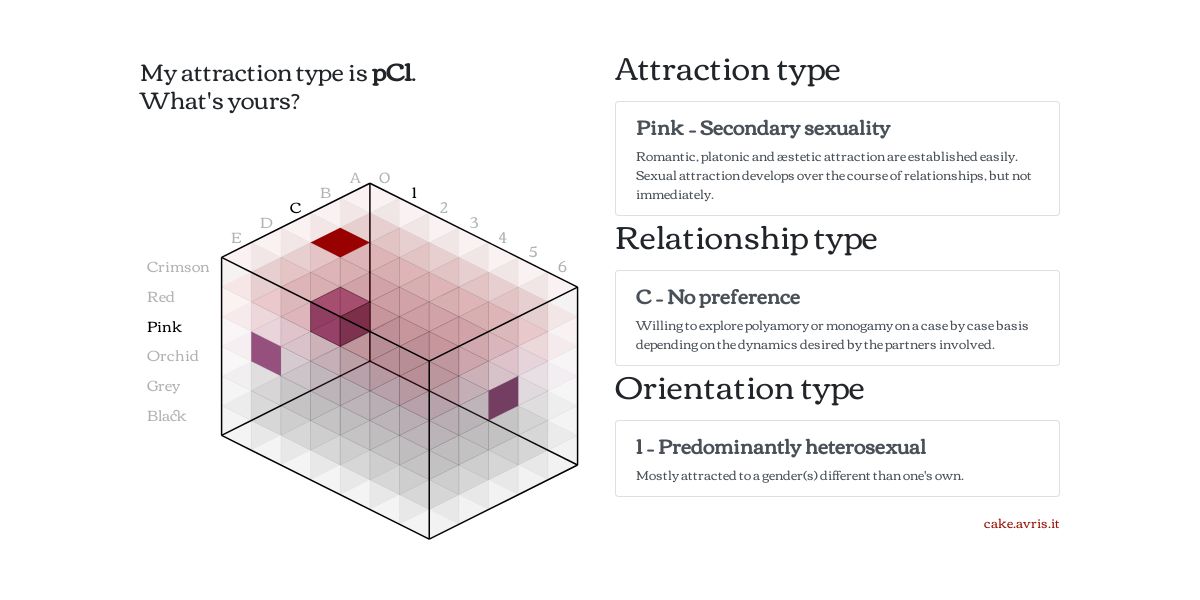 My attraction type is pC1.
What's yours?
A O
B 1
C 2
D 3
E 4
5
6
Crimson
Red
Pink
Orchid
Grey
Black
Attraction type
Pink - Secondary sexuality
Romantic, platonic and æstetic attraction are established easily.
Sexual attraction develops over the course of relationships, but not
immediately.
Relationship type
C - No preference
Willing to explore polyamory or monogamy on a case by case basis
depending on the dynamics desired by the partners involved.
Orientation type
1 - Predominantly heterosexual
Mostly attracted to a gender(s) different than one's own.
cake.avris.it